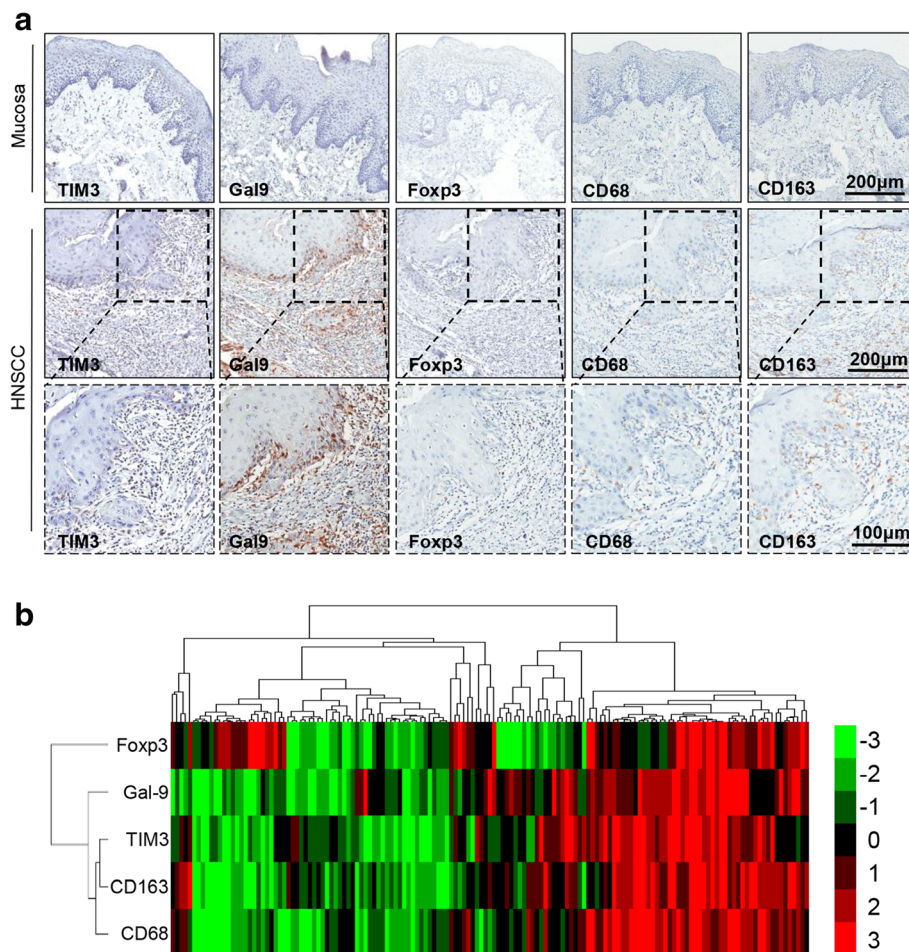 a
Mucosa
TIM3 Gal9 Foxp3 CD68 CD163 200μm
HNSCC
TIM3 Gal9 Foxp3 CD68 CD163 200μm
TIM3 Gal9 Foxp3 CD68 CD163 100μm
b
Foxp3
Gal-9
TIM3
CD163
CD68
-3
-2
-1
0
1
2
3